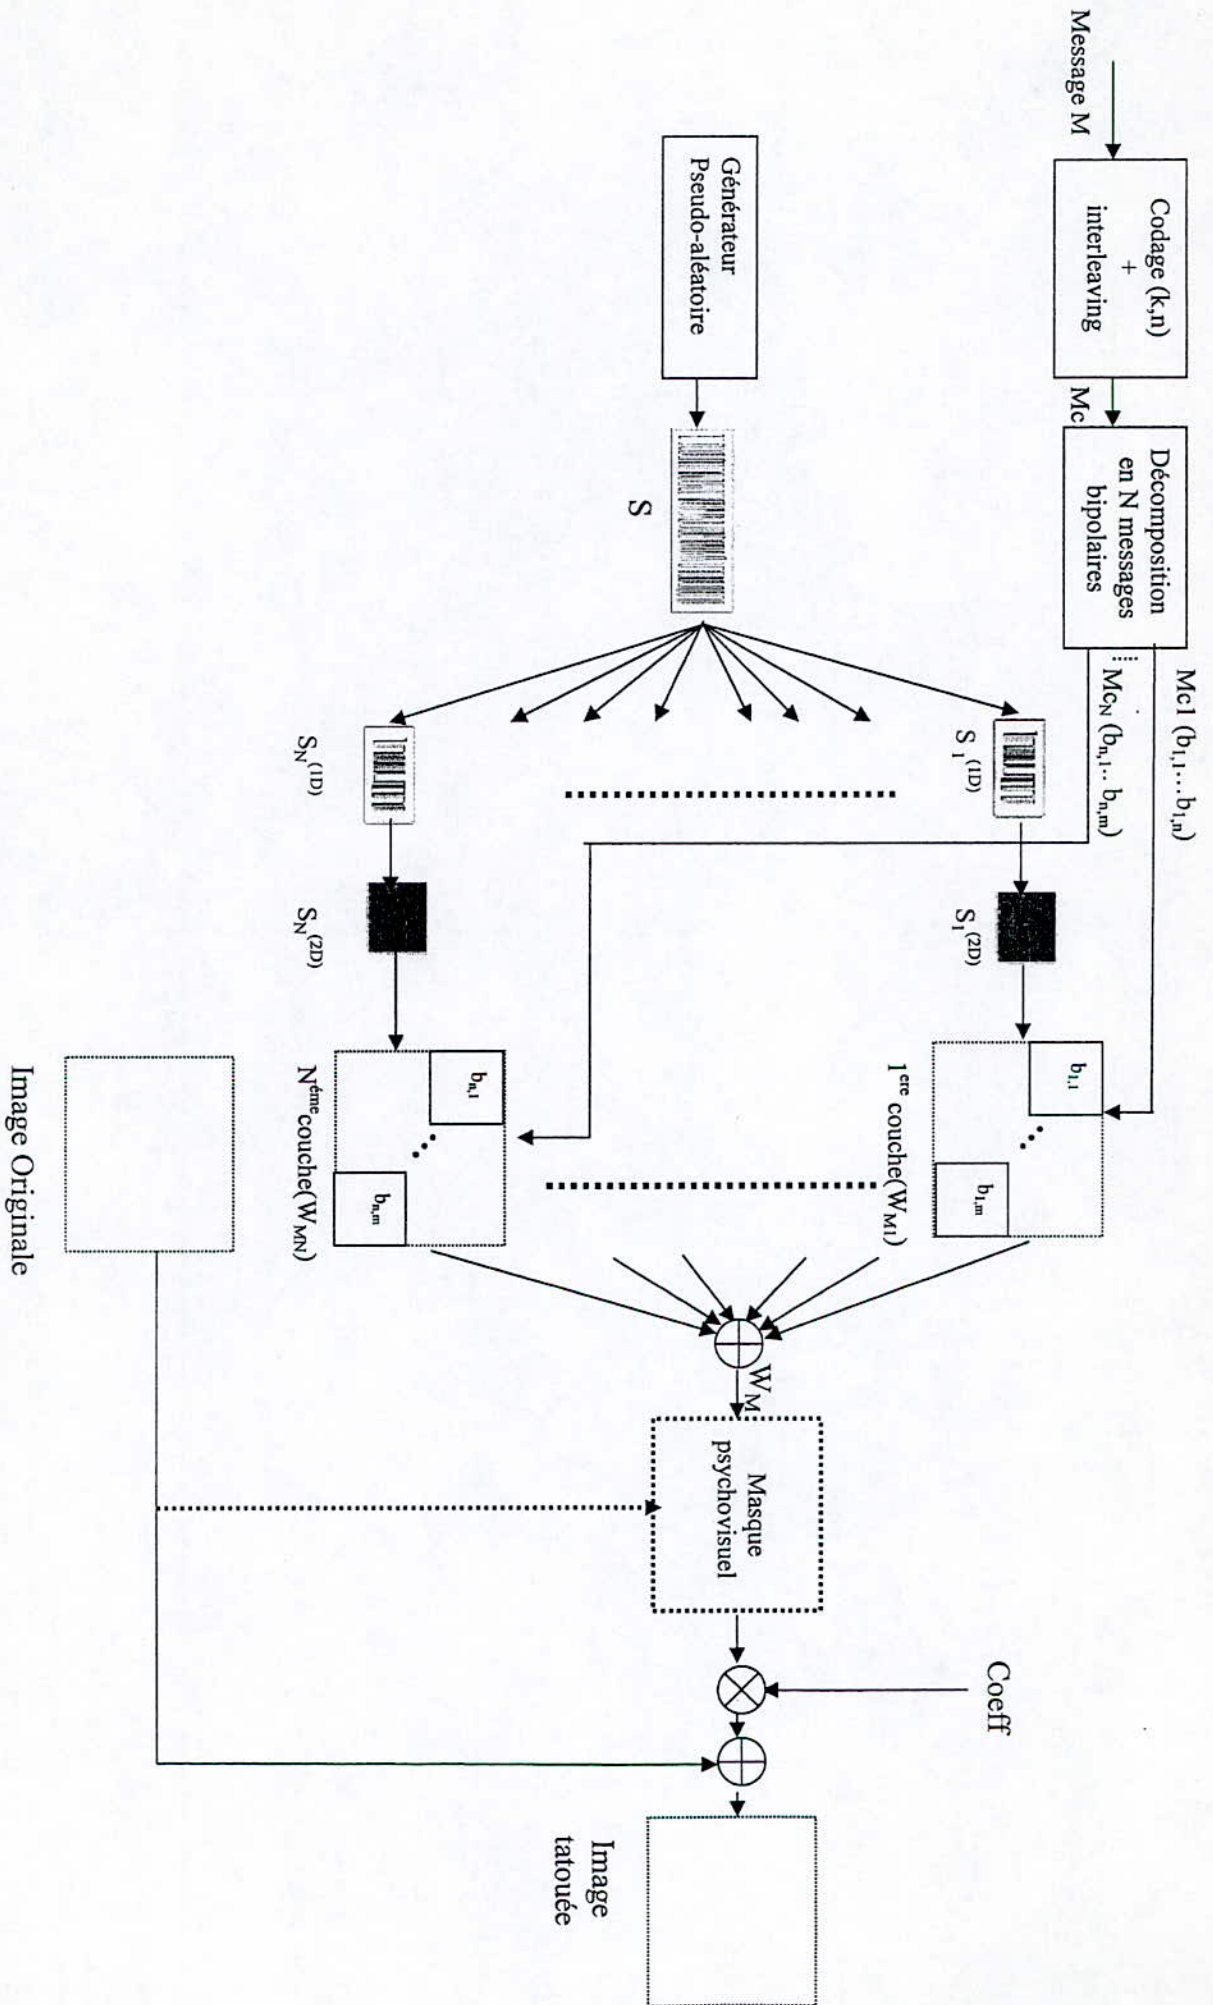 Message M
Codage (k,n)
+
interleaving
Mc
Décomposition
en N messages
bipolaires
Mc1 (b1,1...b1,n)
McN (bn,1.. bn,m)
Générateur
Pseudo-aléatoire
S
S1(1D)
S1(2D)
b1,1
b1,m
1ere couche(WM1)
SN(1D)
SN(2D)
bn,1
bn,m
Néme couche(WMN)
WM
Masque
psychovisuel
Coeff
Image Originale
Image
tatouée